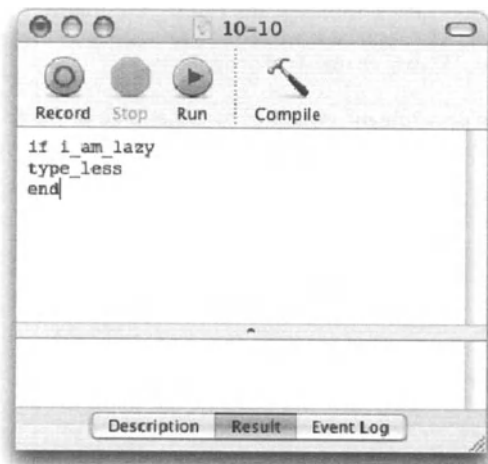 10-10
Record Stop Run Compile
if i_am_lazy
type_less
end
Description Result Event Log